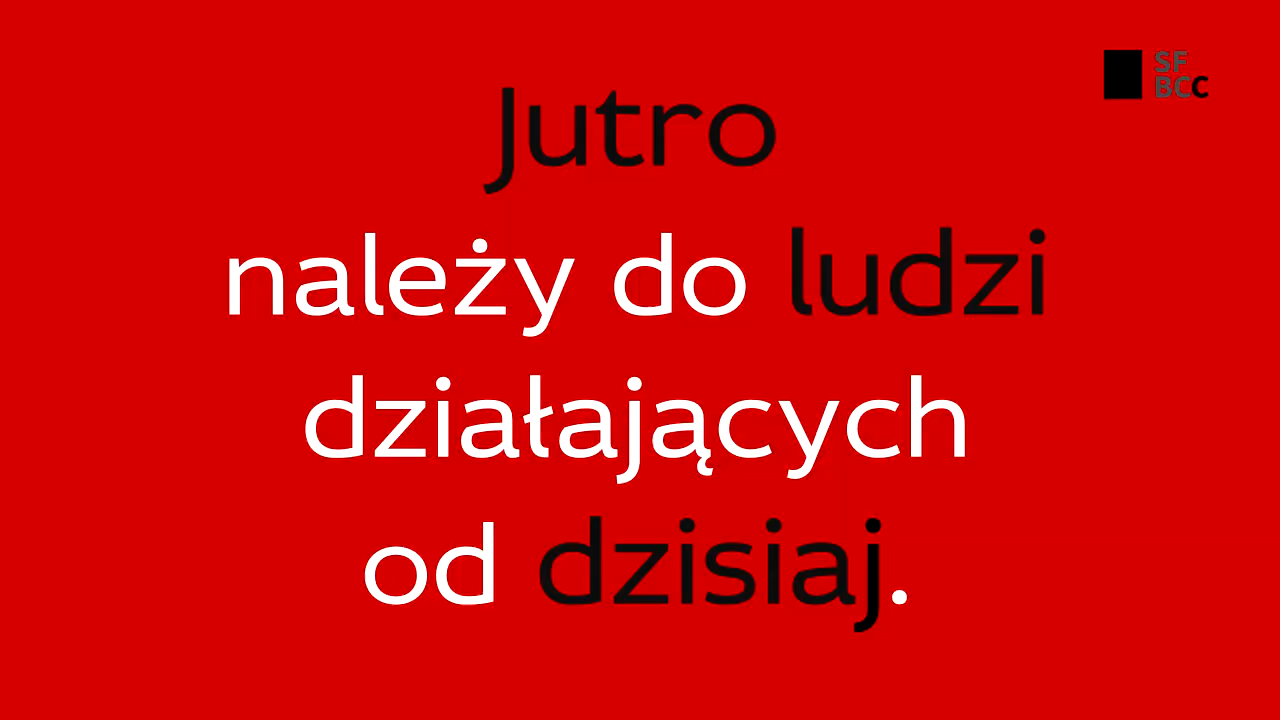 SF
BCC
Jutro
należy do ludzi
działających
od dzisiaj.